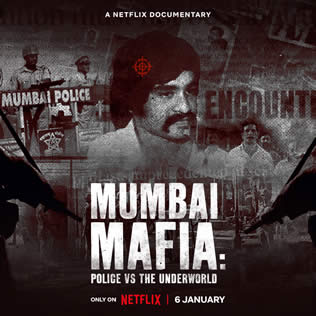 A NETFLIX DOCUMENTARY
MUMBAI POLICE
ENCOUNT
MUMBAI
MAFIA:
POLICE VS THE UNDERWORLD
ONLY ON NETFLIX | 6 JANUARY